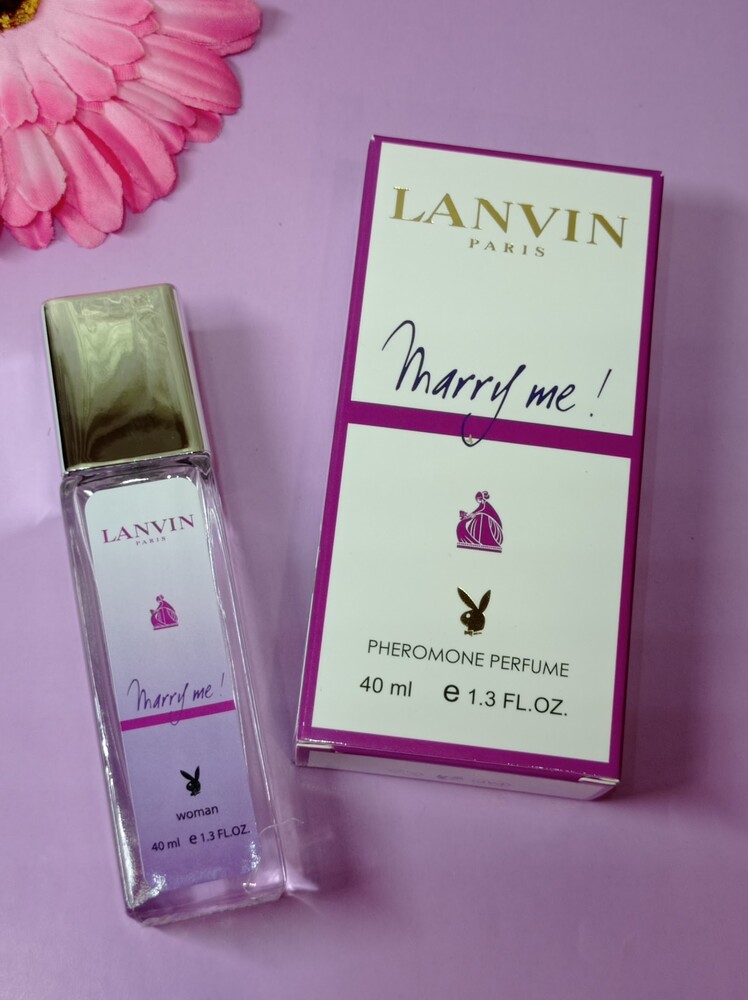 LANVIN
PARIS
Marry me!
PHEROMONE PERFUME
40 ml e 1.3 FL.OZ.
LANVIN
PARIS
Marry me!
woman
40 ml e 1.3 FL.OZ.